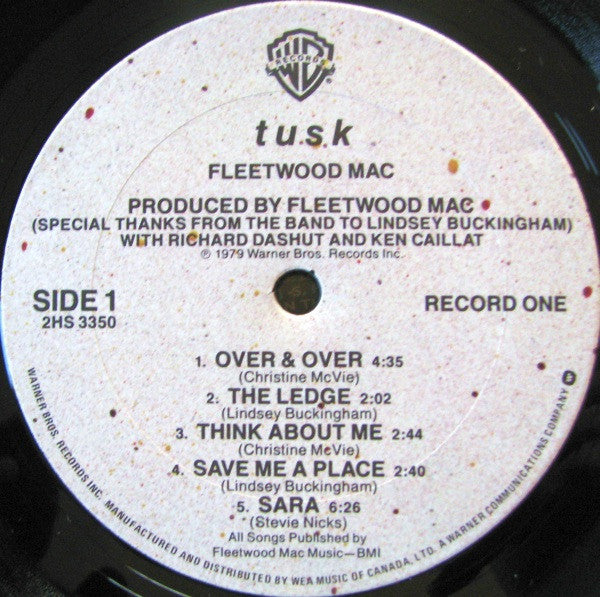 WB
RECORDS
tusk
FLEETWOOD MAC
PRODUCED BY FLEETWOOD MAC
(SPECIAL THANKS FROM THE BAND TO LINDSEY BUCKINGHAM)
WITH RICHARD DASHUT AND KEN CAILLAT
℗ 1979 Warner Bros. Records Inc.
SIDE 1
2HS 3350
RECORD ONE
1. OVER & OVER 4:35
(Christine McVie)
2. THE LEDGE 2:02
(Lindsey Buckingham)
3. THINK ABOUT ME 2:44
(Christine McVie)
4. SAVE ME A PLACE 2:40
(Lindsey Buckingham)
5. SARA 6:26
(Stevie Nicks)
All Songs Published by
Fleetwood Mac Music—BMI
WARNER BROS. RECORDS INC. MANUFACTURED AND DISTRIBUTED BY WEA MUSIC OF CANADA, LTD. A WARNER COMMUNICATIONS COMPANY